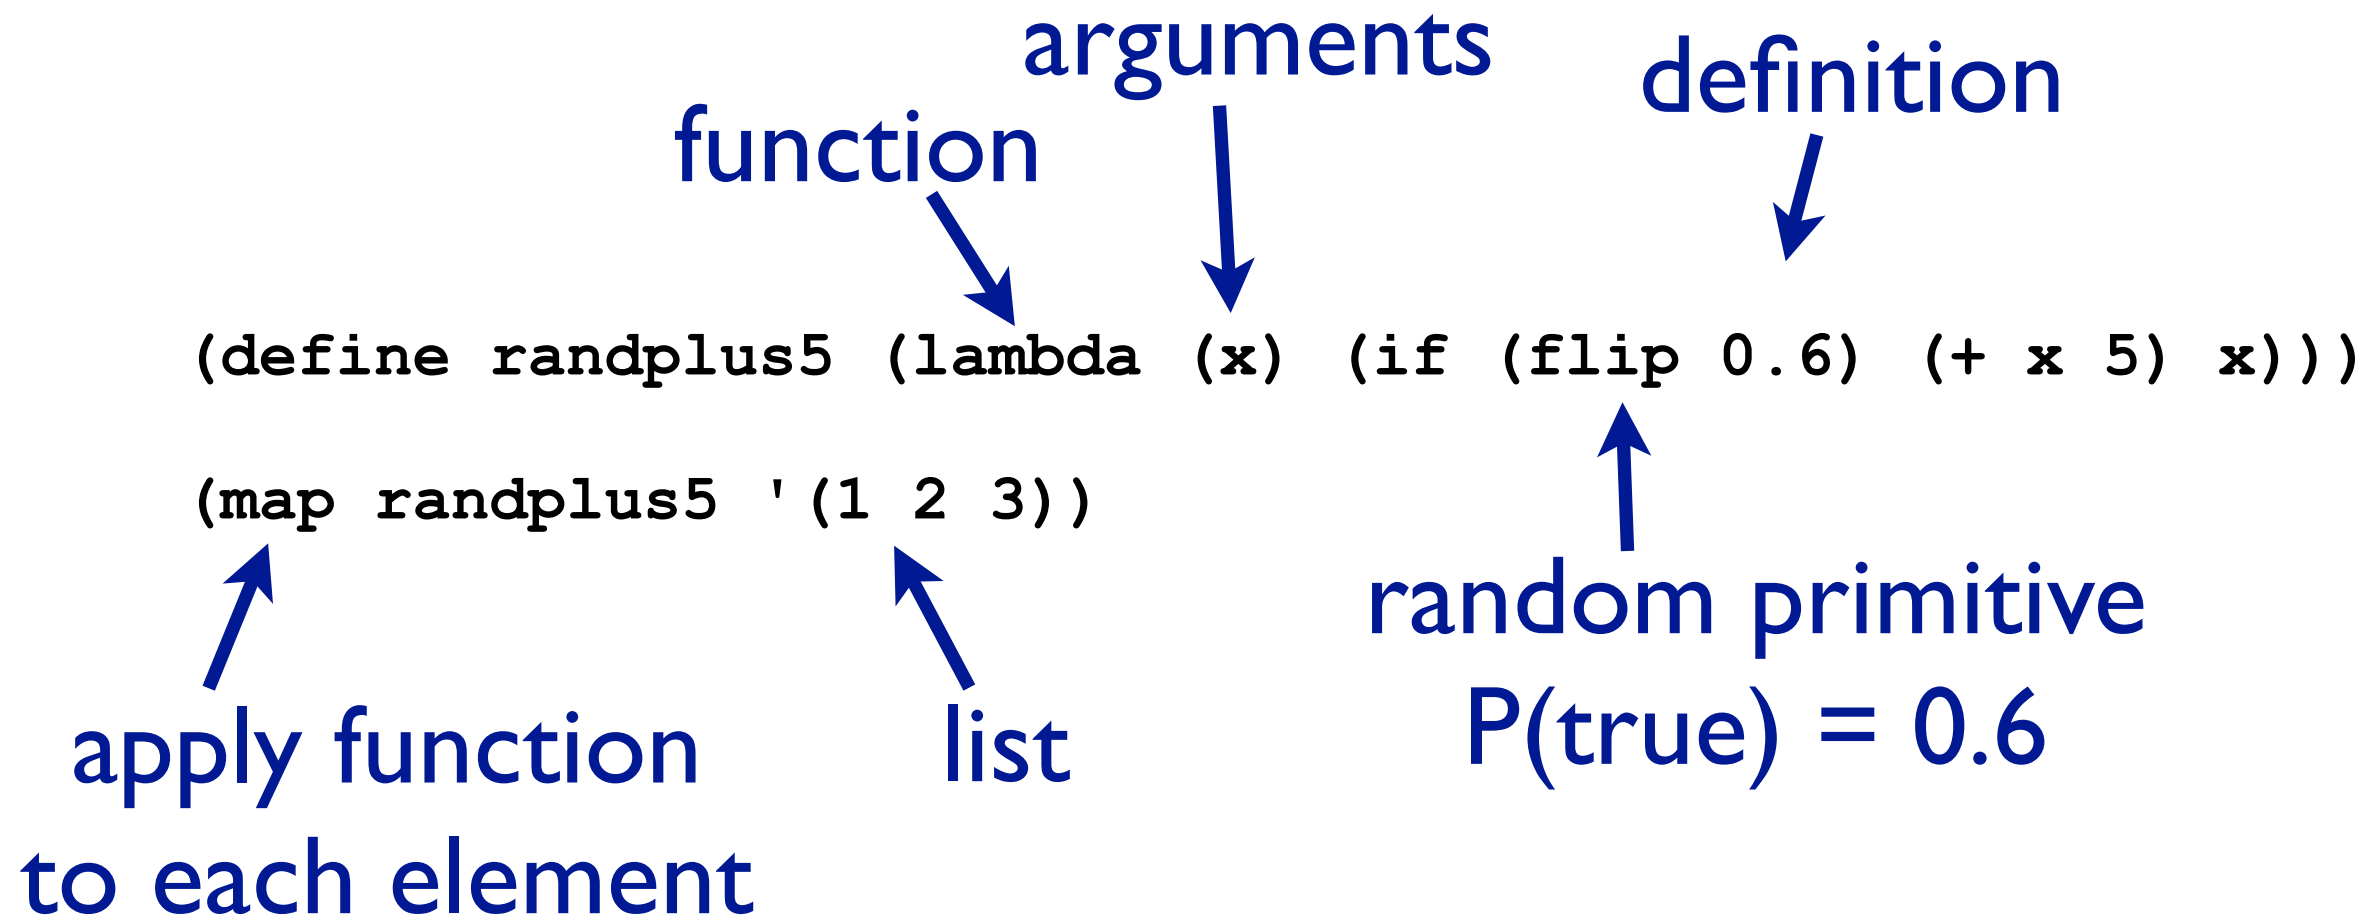 arguments
definition
function
(define randplus5 (lambda (x) (if (flip 0.6) (+ x 5) x)))
(map randplus5 '(1 2 3))
random primitive
P(true) = 0.6
apply function
to each element
list